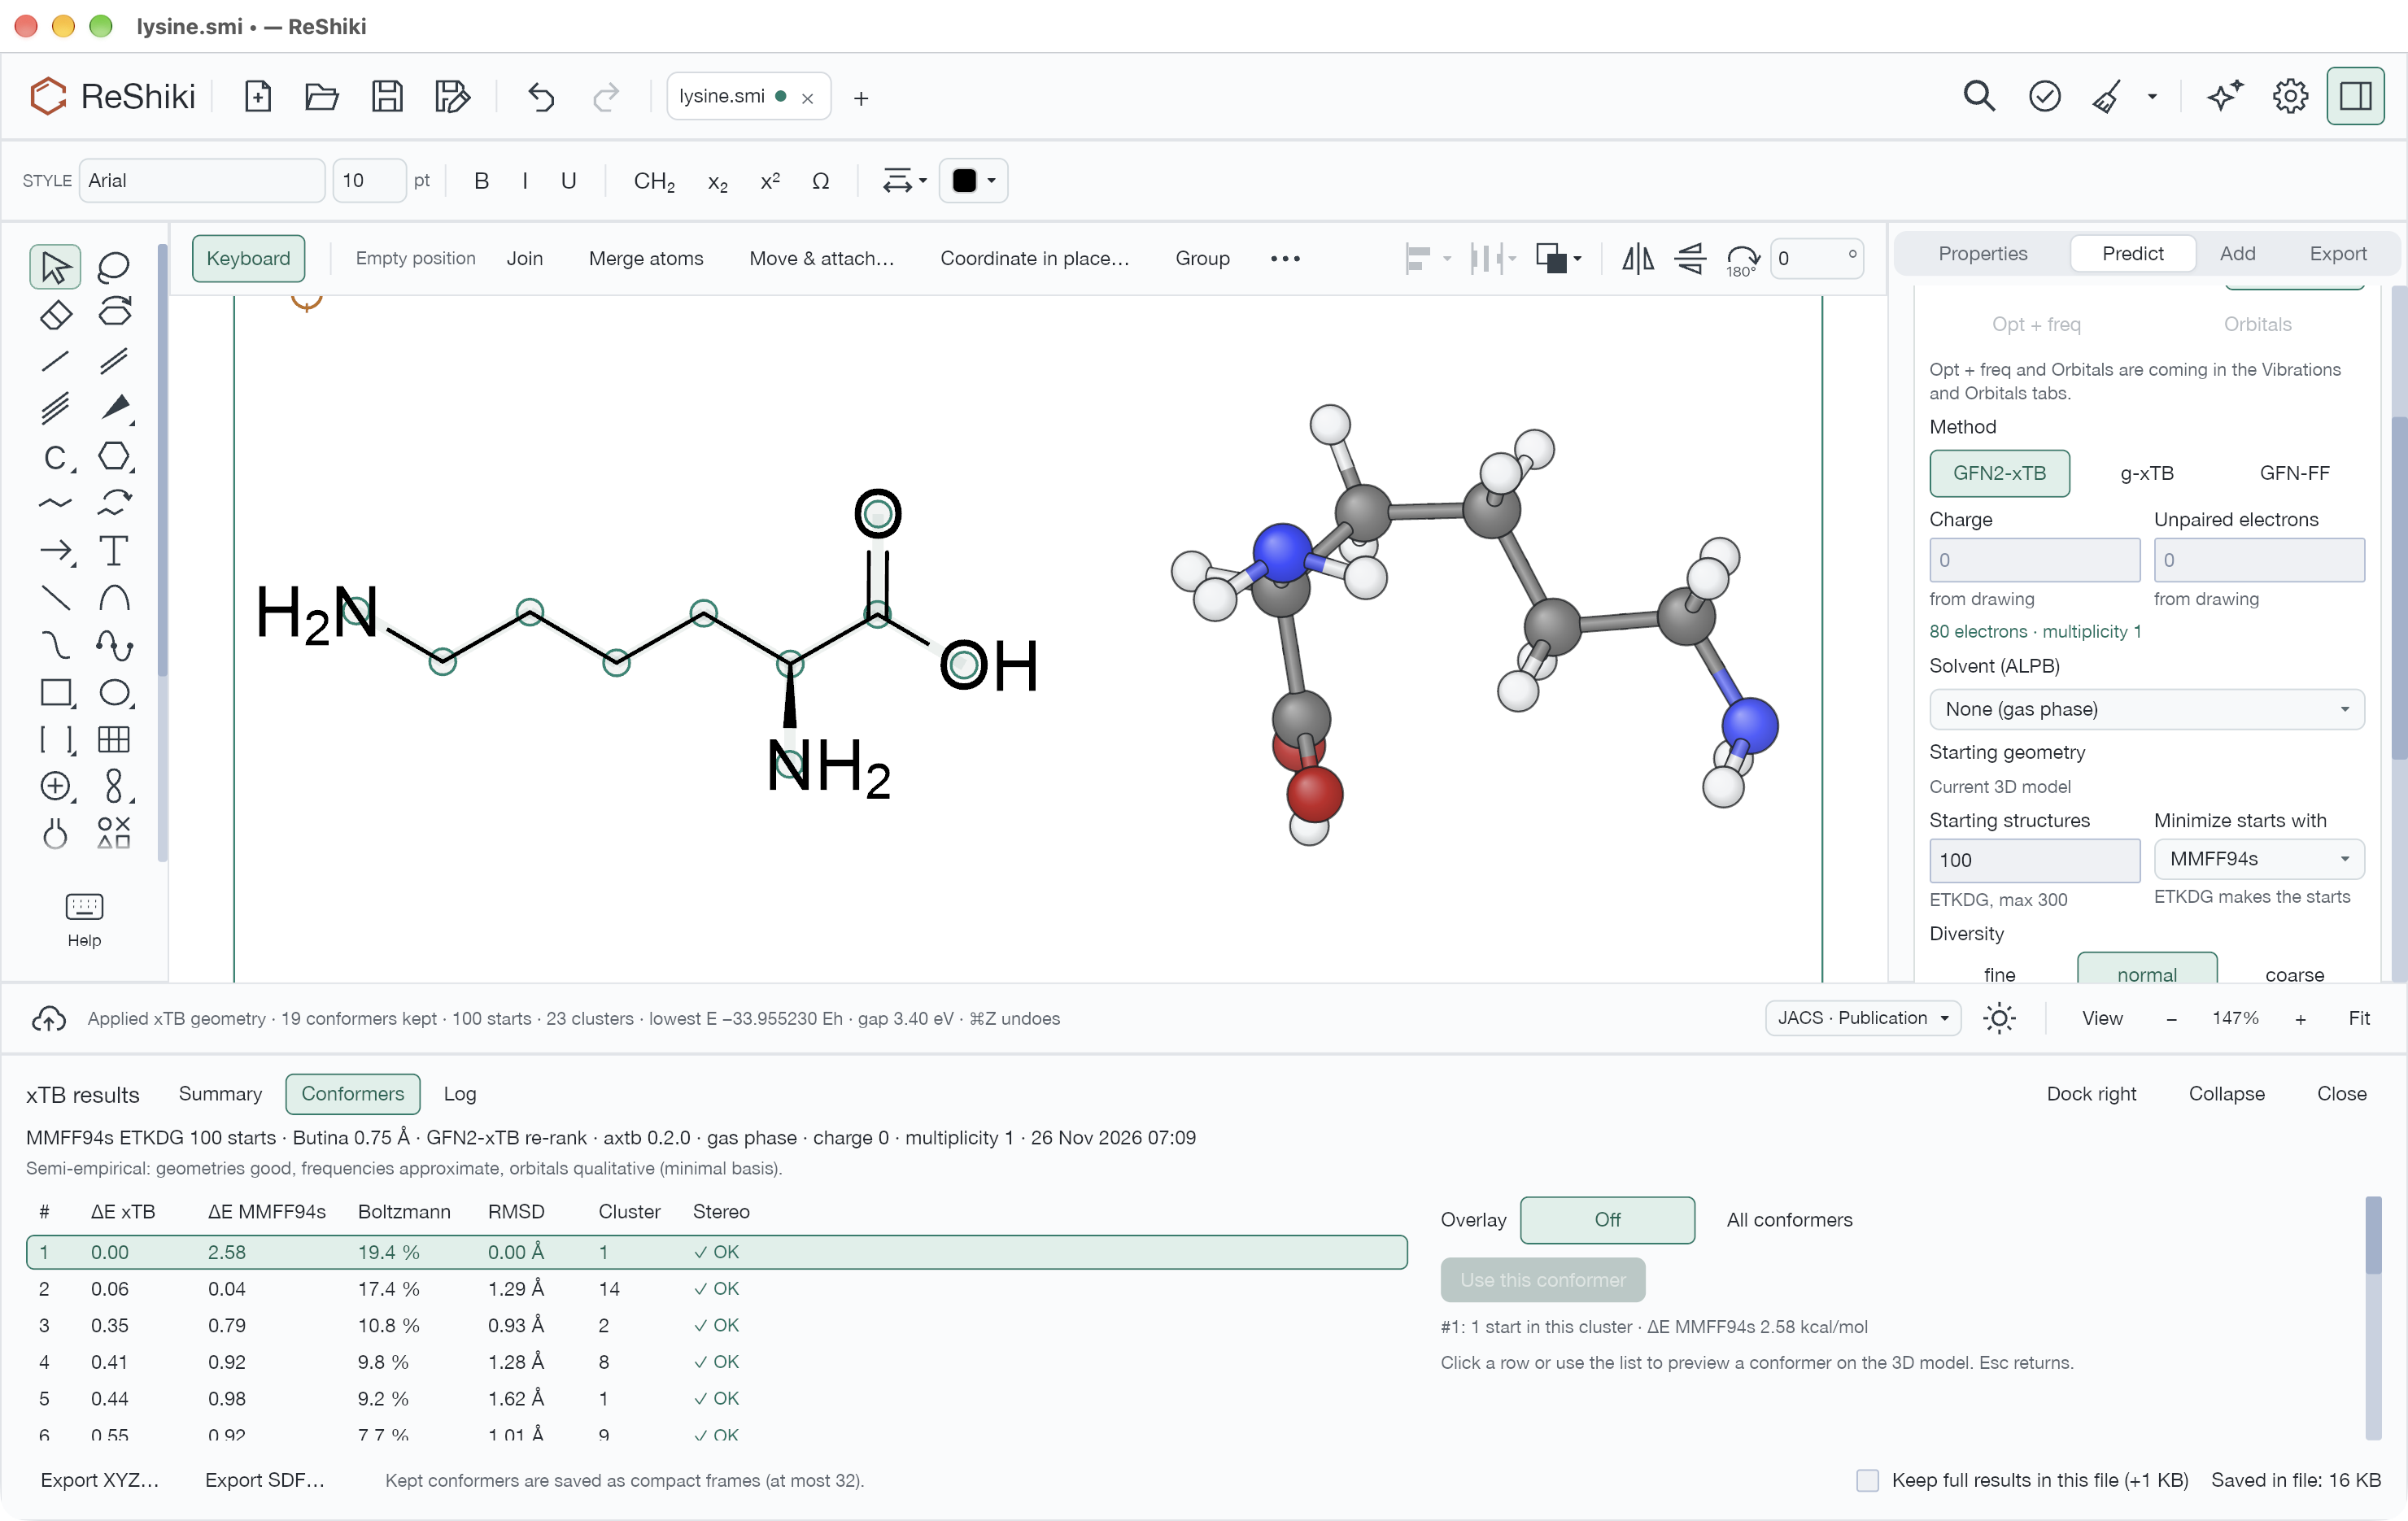 lysine.smi • — ReShiki
ReShiki
lysine.smi
STYLE Arial 10 pt B I U CH₂ x₂ x² Ω
Keyboard Empty position Join Merge atoms Move & attach... Coordinate in place... Group ••• 180° 0 °
Properties Predict Add Export
Opt + freq Orbitals
Opt + freq and Orbitals are coming in the Vibrations
and Orbitals tabs.
Method
GFN2-xTB g-xTB GFN-FF
Charge Unpaired electrons
0 0
from drawing from drawing
80 electrons · multiplicity 1
Solvent (ALPB)
None (gas phase)
Starting geometry
Current 3D model
Starting structures Minimize starts with
100 MMFF94s
ETKDG, max 300 ETKDG makes the starts
Diversity
fine normal coarse
C
T
Help
O
H₂N
OH
NH₂
Applied xTB geometry · 19 conformers kept · 100 starts · 23 clusters · lowest E −33.955230 Eh · gap 3.40 eV · ⌘Z undoes
JACS · Publication View − 147% + Fit
xTB results Summary Conformers Log Dock right Collapse Close
MMFF94s ETKDG 100 starts · Butina 0.75 Å · GFN2-xTB re-rank · axtb 0.2.0 · gas phase · charge 0 · multiplicity 1 · 26 Nov 2026 07:09
Semi-empirical: geometries good, frequencies approximate, orbitals qualitative (minimal basis).
# ΔE xTB ΔE MMFF94s Boltzmann RMSD Cluster Stereo
1 0.00 2.58 19.4 % 0.00 Å 1 ✓ OK
2 0.06 0.04 17.4 % 1.29 Å 14 ✓ OK
3 0.35 0.79 10.8 % 0.93 Å 2 ✓ OK
4 0.41 0.92 9.8 % 1.28 Å 8 ✓ OK
5 0.44 0.98 9.2 % 1.62 Å 1 ✓ OK
6 0.55 0.92 7.7 % 1.01 Å 9 ✓ OK
Overlay Off All conformers
Use this conformer
#1: 1 start in this cluster · ΔE MMFF94s 2.58 kcal/mol
Click a row or use the list to preview a conformer on the 3D model. Esc returns.
Export XYZ... Export SDF... Kept conformers are saved as compact frames (at most 32).
Keep full results in this file (+1 KB) Saved in file: 16 KB